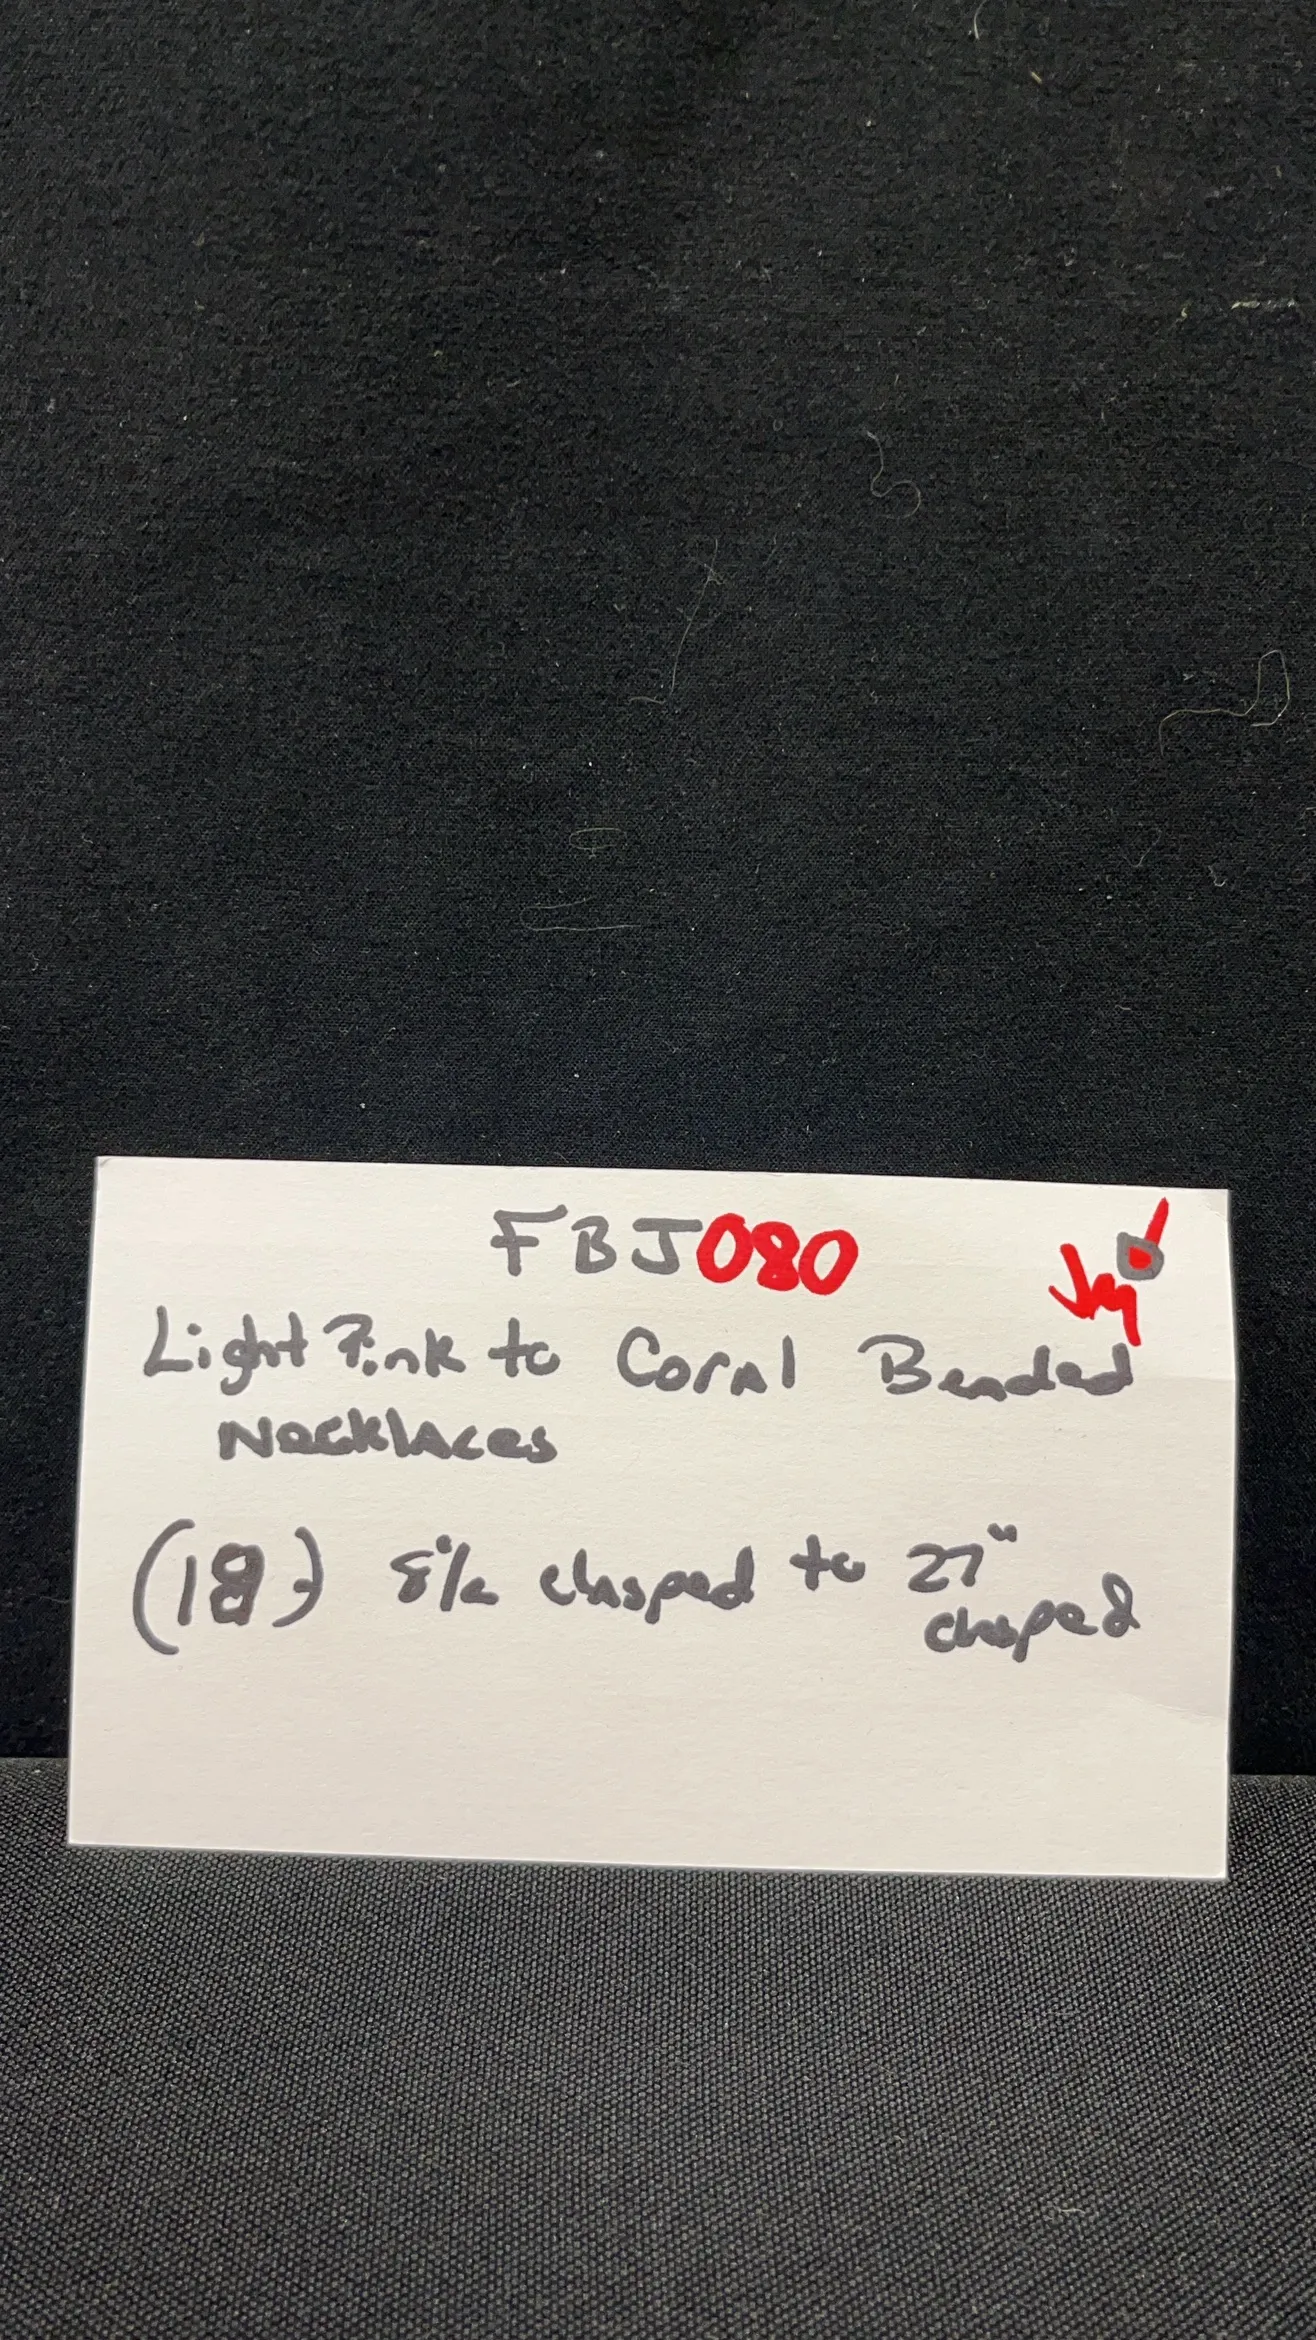 FBJ080
Light Pink to Coral Beaded
Necklaces
(18) 8½ clasped to 27"
clasped